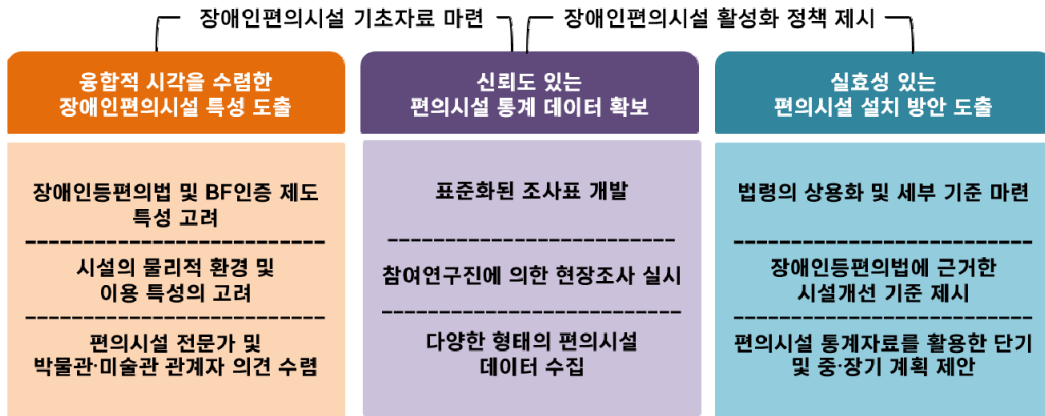 장애인편의시설 기초자료 마련
장애인편의시설 활성화 정책 제시
융합적 시각을 수렴한
장애인편의시설 특성 도출
장애인등편의법 및 BF인증 제도
특성 고려
시설의 물리적 환경 및
이용 특성의 고려
편의시설 전문가 및
박물관·미술관 관계자 의견 수렴
신뢰도 있는
편의시설 통계 데이터 확보
표준화된 조사표 개발
참여연구진에 의한 현장조사 실시
다양한 형태의 편의시설
데이터 수집
실효성 있는
편의시설 설치 방안 도출
법령의 상용화 및 세부 기준 마련
장애인등편의법에 근거한
시설개선 기준 제시
편의시설 통계자료를 활용한 단기
및 중·장기 계획 제안